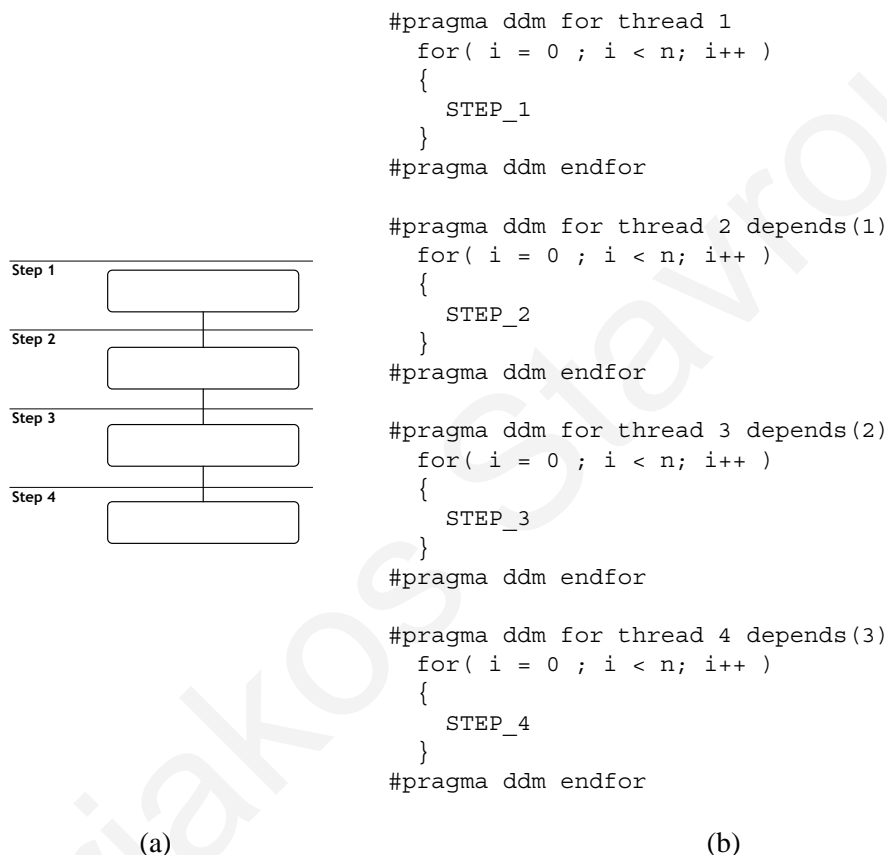 #pragma ddm for thread 1
for( i = 0 ; i < n; i++ )
{
STEP_1
}
#pragma ddm endfor
#pragma ddm for thread 2 depends(1)
for( i = 0 ; i < n; i++ )
{
STEP_2
}
#pragma ddm endfor
#pragma ddm for thread 3 depends(2)
for( i = 0 ; i < n; i++ )
{
STEP_3
}
#pragma ddm endfor
#pragma ddm for thread 4 depends(3)
for( i = 0 ; i < n; i++ )
{
STEP_4
}
#pragma ddm endfor
Step 1
Step 2
Step 3
Step 4
(a)
(b)